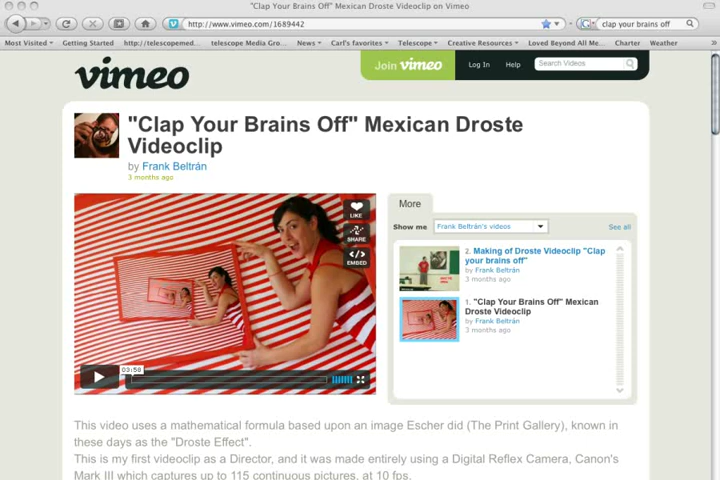 "Clap Your Brains Off" Mexican Droste Videoclip on Vimeo
http://www.vimeo.com/1689442
clap your brains off
Most Visited
Getting Started
http://telescopemed...
telescope Media Gro...
News
Carl's favorites
Telescope
Creative Resources
Loved Beyond All Me...
Charter
Weather
»
vimeo
Join vimeo
Log In
Help
Search Videos
"Clap Your Brains Off" Mexican Droste
Videoclip
by Frank Beltrán
3 months ago
LIKE
SHARE
EMBED
03:58
More
Show me
Frank Beltrán's videos
See all
2. Making of Droste Videoclip "Clap
your brains off"
by Frank Beltrán
3 months ago
1. "Clap Your Brains Off" Mexican
Droste Videoclip
by Frank Beltrán
3 months ago
This video uses a mathematical formula based upon an image Escher did (The Print Gallery), known in
these days as the "Droste Effect".
This is my first videoclip as a Director, and it was made entirely using a Digital Reflex Camera, Canon's
Mark III which captures up to 115 continuous pictures, at 10 fps.